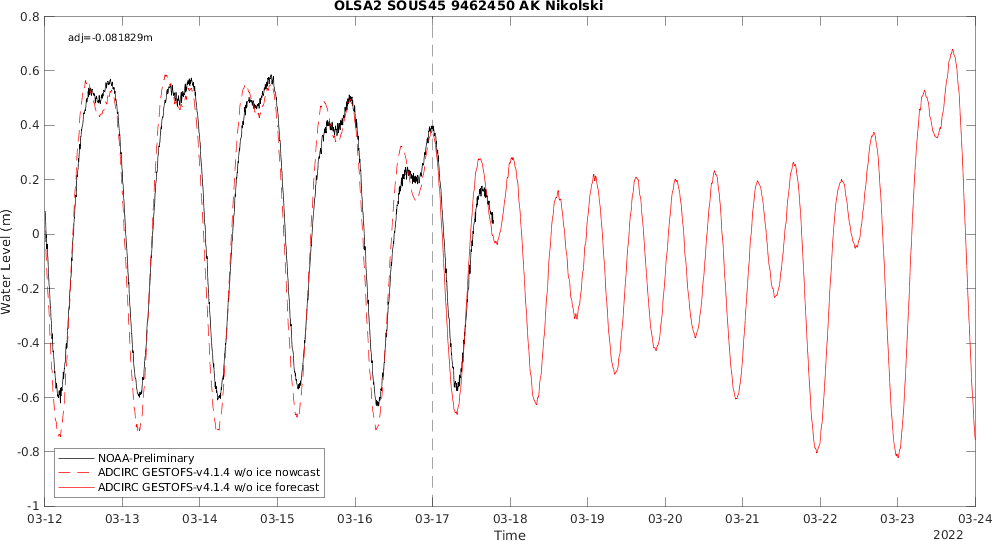 OLSA2 SOUS45 9462450 AK Nikolski
adj=-0.081829m
0.8
0.6
0.4
0.2
0
-0.2
-0.4
-0.6
-0.8
-1
Water Level (m)
NOAA-Preliminary
ADCIRC GESTOFS-v4.1.4 w/o ice nowcast
ADCIRC GESTOFS-v4.1.4 w/o ice forecast
03-12 03-13 03-14 03-15 03-16 03-17 03-18 03-19 03-20 03-21 03-22 03-23 03-24
Time
2022